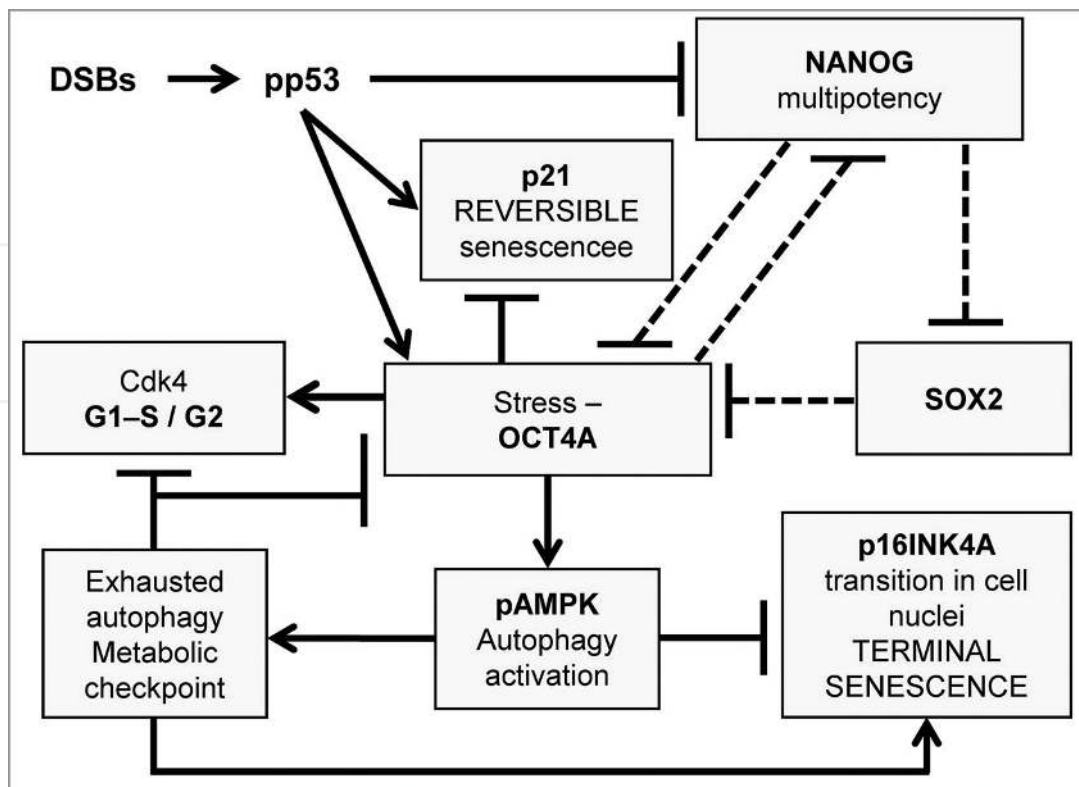 DSBs
pp53
NANOG
multipotency
p21
REVERSIBLE
senescencee
Cdk4
G1–S / G2
Stress –
OCT4A
SOX2
Exhausted
autophagy
Metabolic
checkpoint
pAMPK
Autophagy
activation
p16INK4A
transition in cell
nuclei
TERMINAL
SENESCENCE